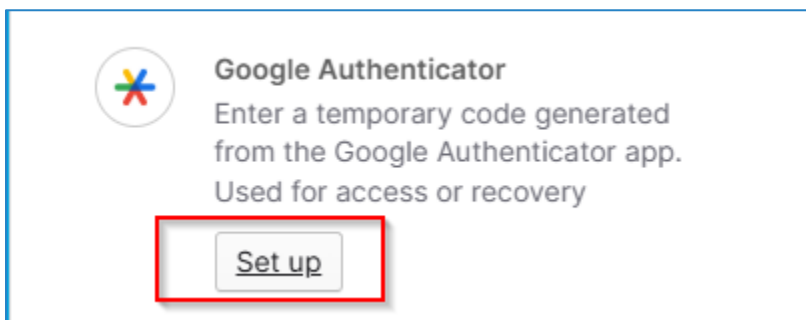 Google Authenticator
Enter a temporary code generated
from the Google Authenticator app.
Used for access or recovery
Set up